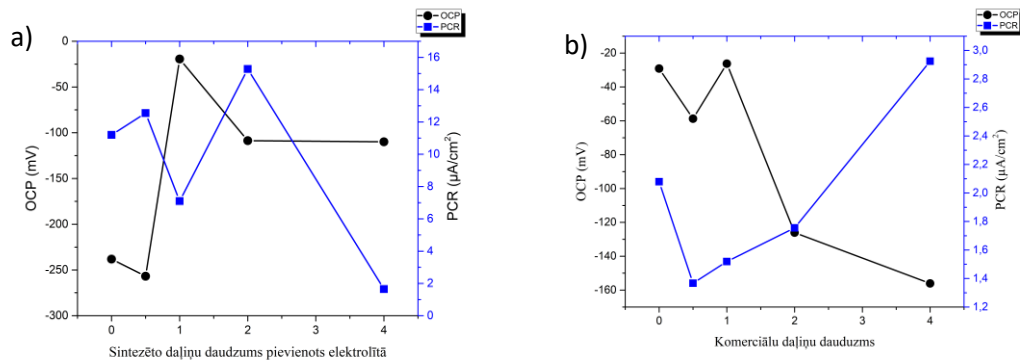 a)
OCP
PCR
0
-50
-100
-150
-200
-250
-300
OCP (mV)
16
14
12
10
8
6
4
2
0
PCR (µA/cm²)
0 1 2 3 4
Sintezēto daļiņu daudzums pievienots elektrolītā
b)
OCP
PCR
-20
-40
-60
-80
-100
-120
-140
-160
OCP (mV)
3,0
2,8
2,6
2,4
2,2
2,0
1,8
1,6
1,4
1,2
PCR (µA/cm²)
0 1 2 3 4
Komerciālu daļiņu dauduzms